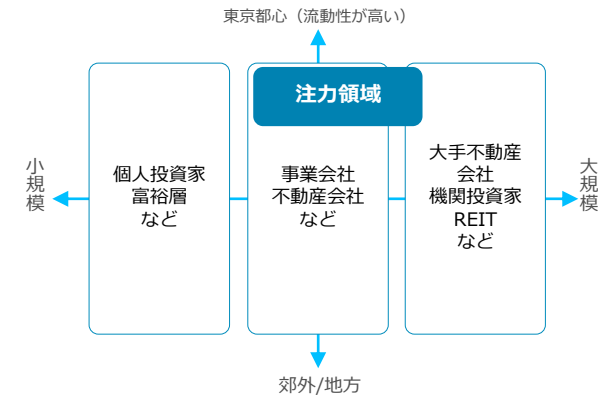 東京都心（流動性が高い）
注力領域
小規模
個人投資家
富裕層
など
事業会社
不動産会社
など
大手不動産
会社
機関投資家
REIT
など
大規模
郊外/地方